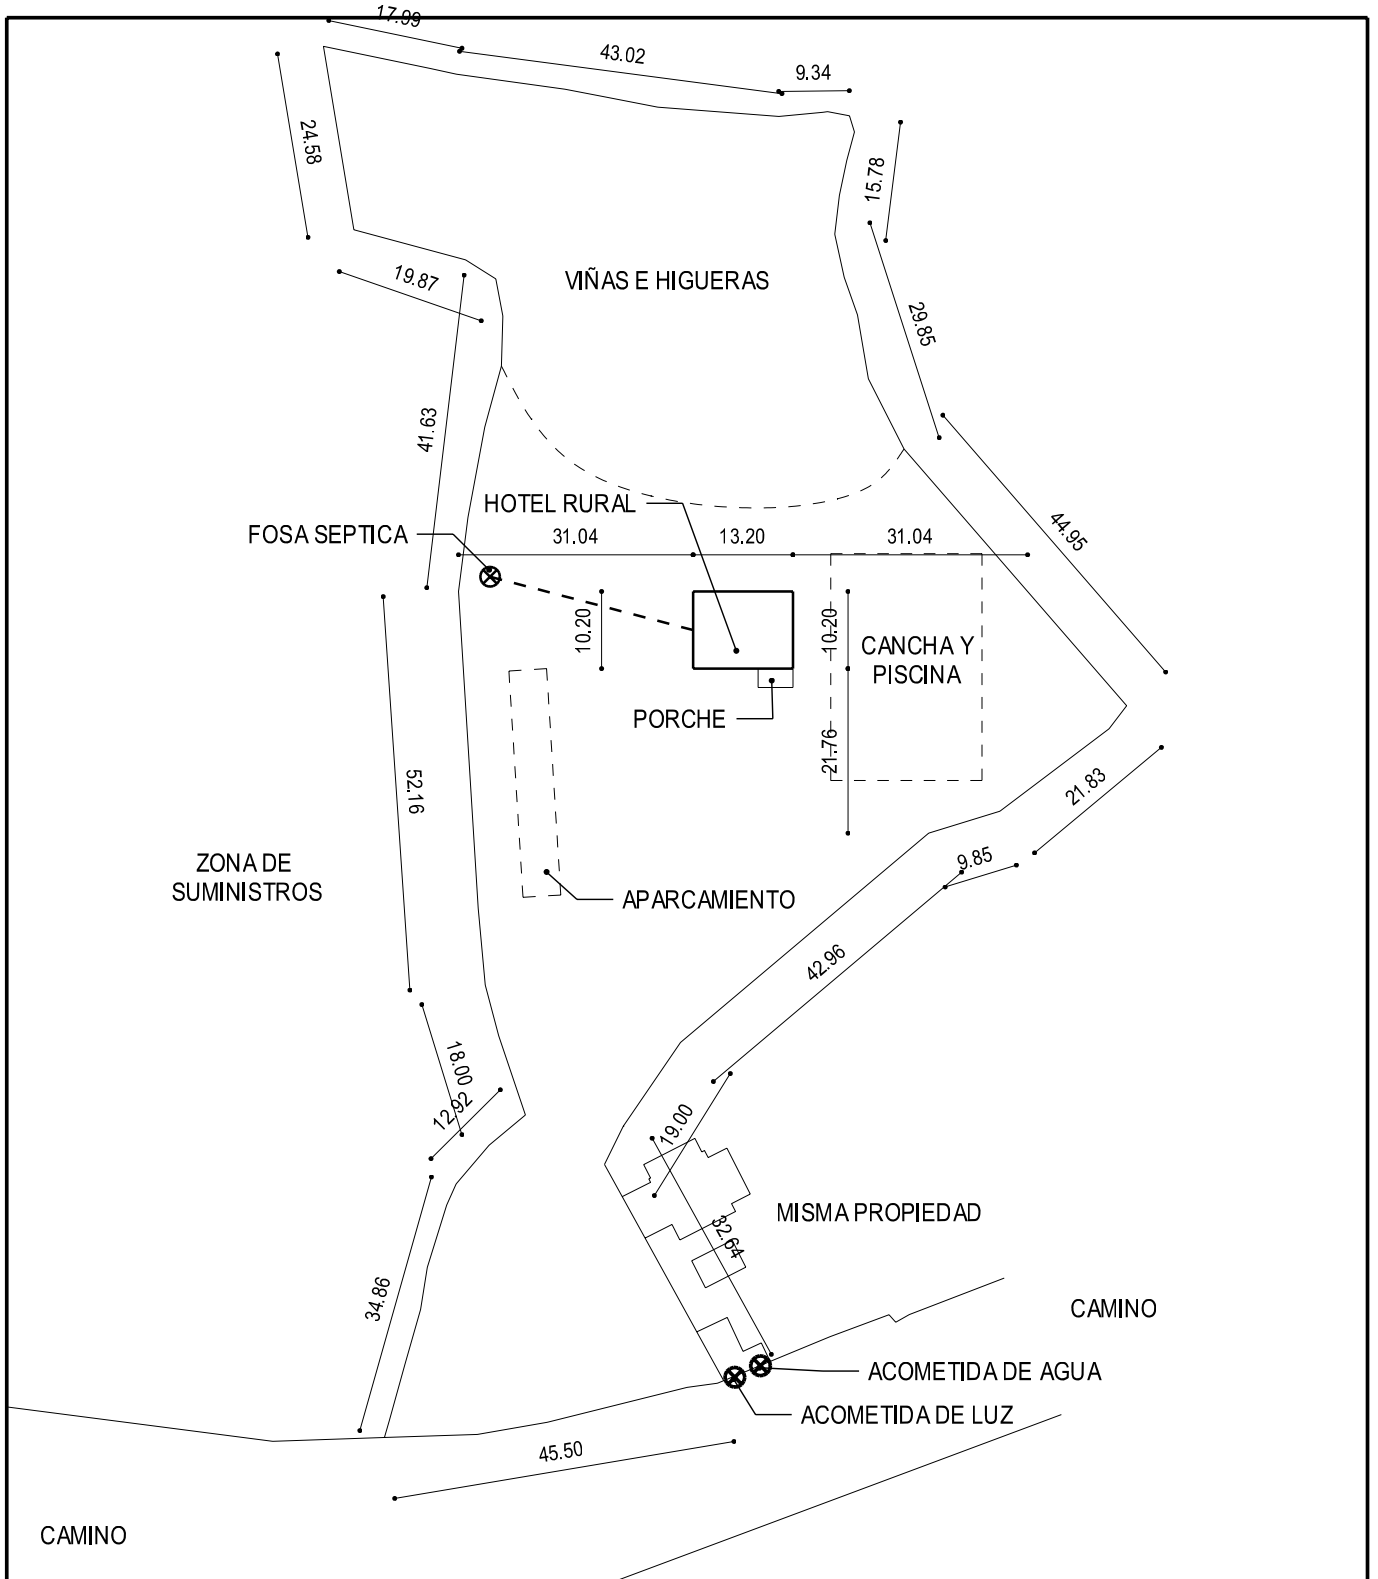 17.99
43.02
9.34
24.58
15.78
19.87
VIÑAS E HIGUERAS
29.85
41.63
HOTEL RURAL
FOSA SEPTICA
31.04
13.20
31.04
44.95
10.20
10.20
CANCHA Y
PISCINA
PORCHE
21.76
52.16
21.83
ZONA DE
SUMINISTROS
9.85
APARCAMIENTO
42.96
18.00
12.92
19.00
MISMA PROPIEDAD
32.64
34.86
CAMINO
ACOMETIDA DE AGUA
ACOMETIDA DE LUZ
45.50
CAMINO